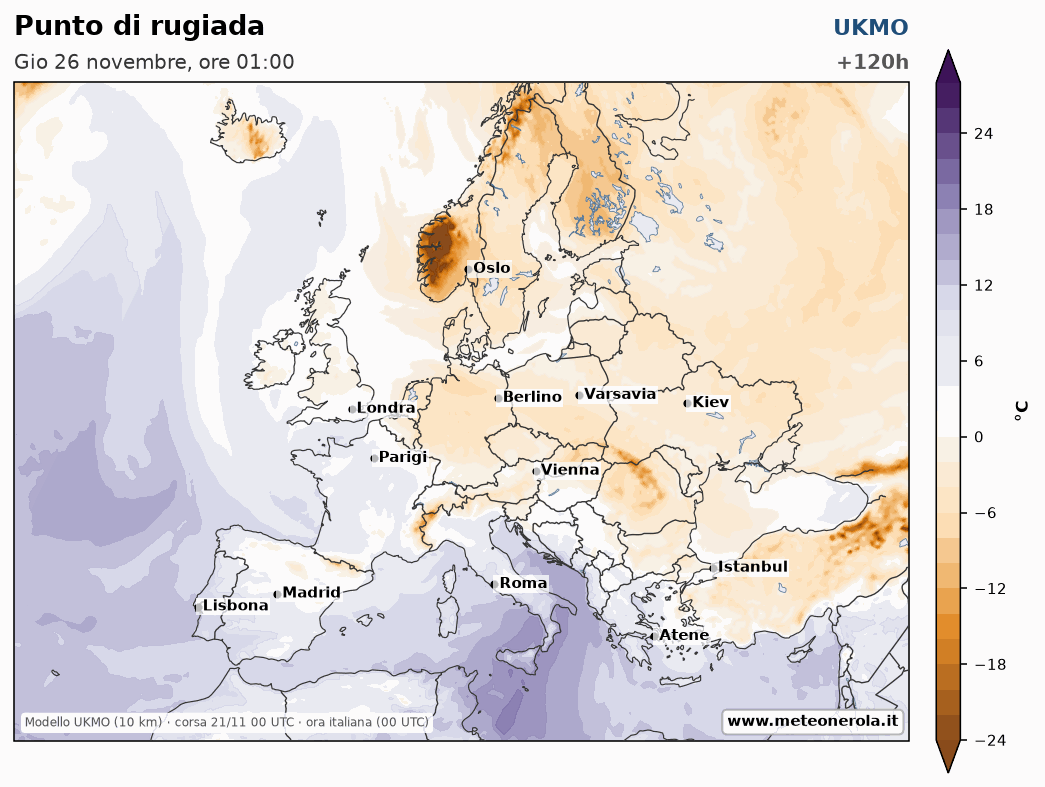 Punto di rugiada
UKMO
Gio 26 novembre, ore 01:00
+120h
24
18
12
6
0
−6
−12
−18
−24
°C
Oslo
Berlino
Varsavia
Kiev
Londra
Parigi
Vienna
Istanbul
Roma
Madrid
Lisbona
Atene
Modello UKMO (10 km) · corsa 21/11 00 UTC · ora italiana (00 UTC)
www.meteonerola.it